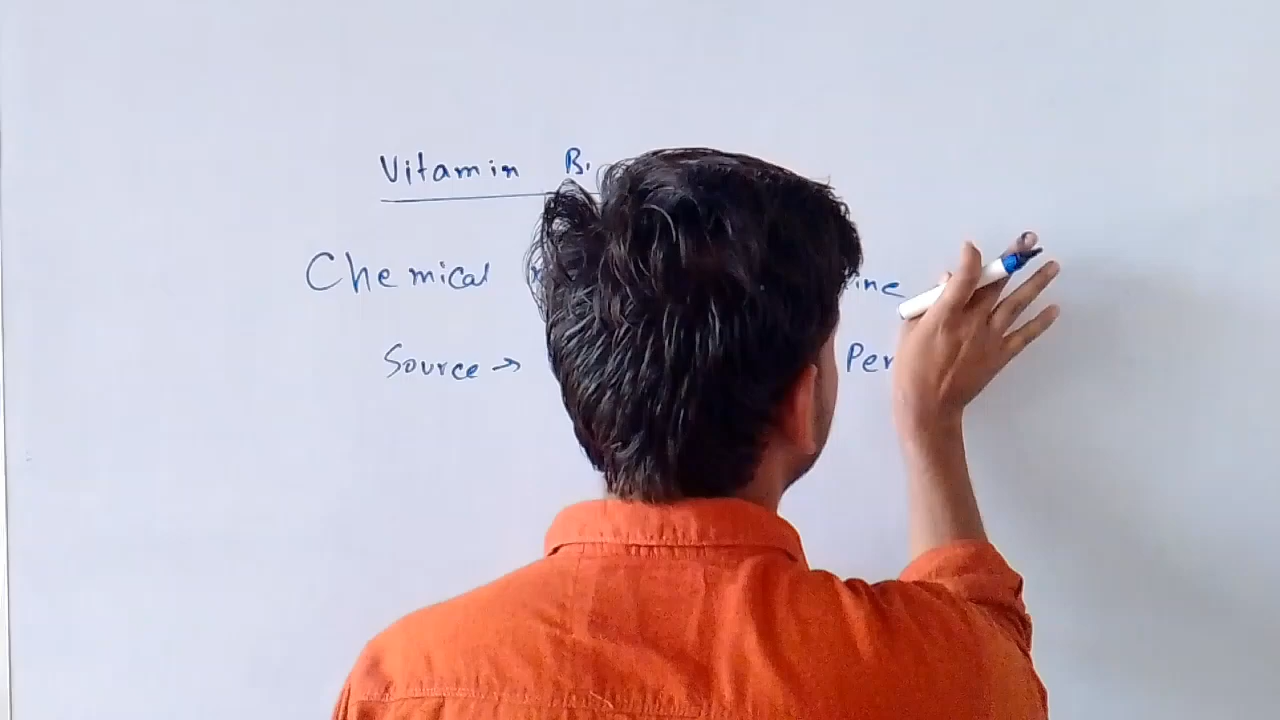 Vitamin B₁
Chemical ine
Source → Per